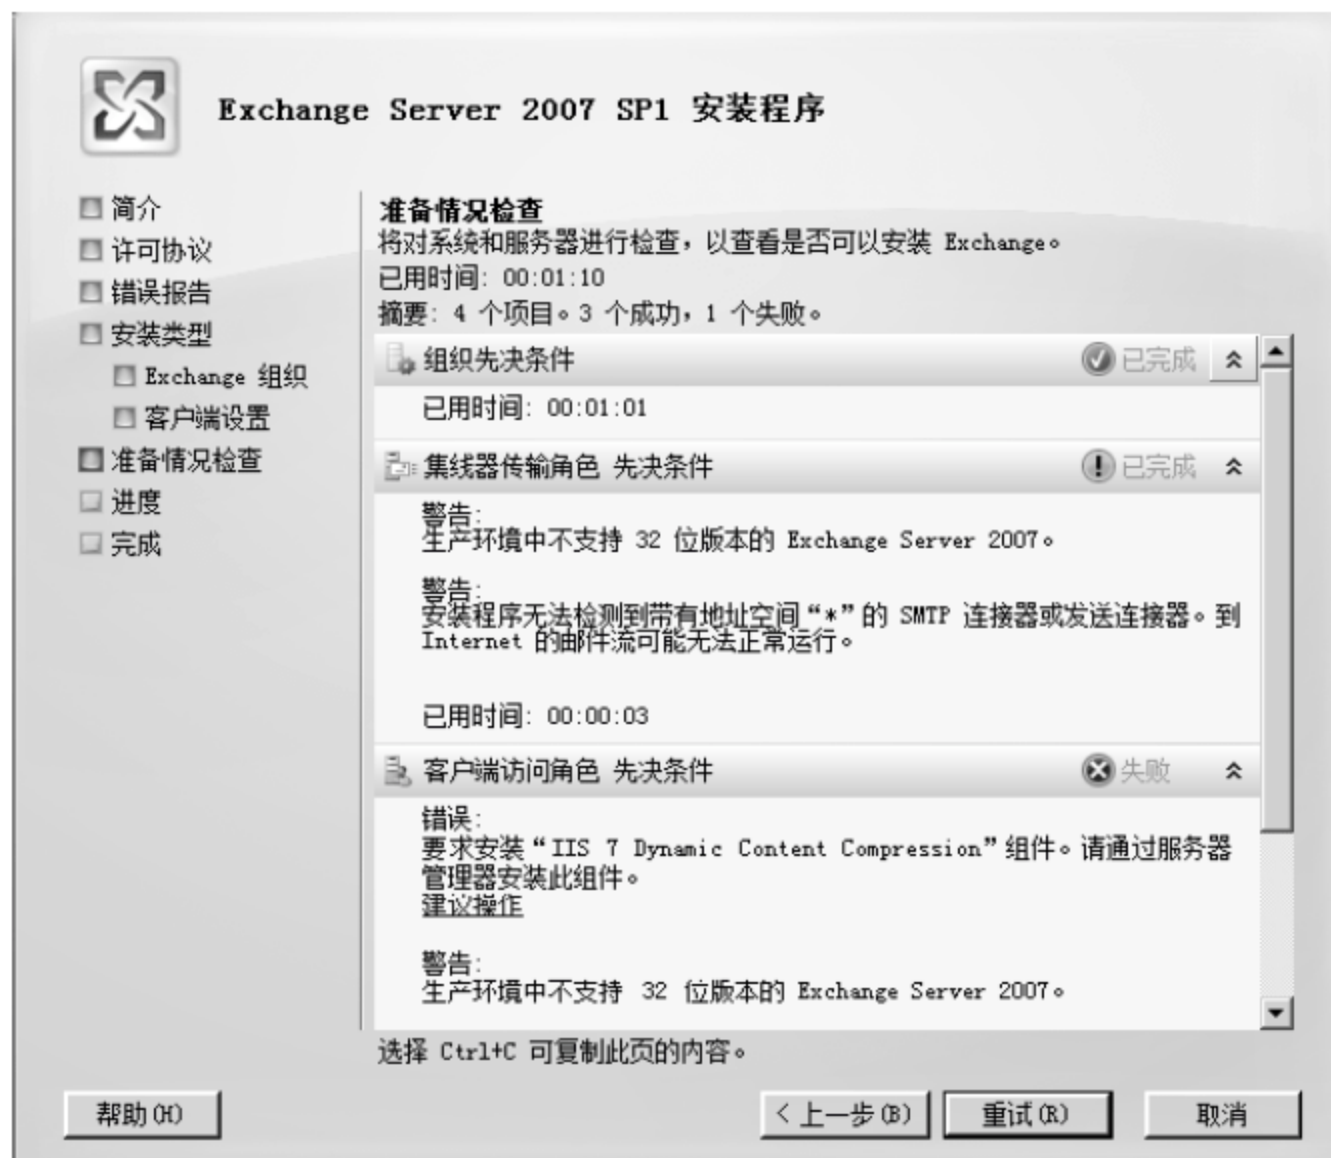 Exchange Server 2007 SP1 安装程序
简介
许可协议
错误报告
安装类型
Exchange 组织
客户端设置
准备情况检查
进度
完成
准备情况检查
将对系统和服务器进行检查，以查看是否可以安装 Exchange。
已用时间: 00:01:10
摘要: 4 个项目。3 个成功，1 个失败。
组织先决条件 已完成
已用时间: 00:01:01
集线器传输角色 先决条件 已完成
警告:
生产环境中不支持 32 位版本的 Exchange Server 2007。
警告:
安装程序无法检测到带有地址空间“*”的 SMTP 连接器或发送连接器。到
Internet 的邮件流可能无法正常运行。
已用时间: 00:00:03
客户端访问角色 先决条件 失败
错误:
要求安装“IIS 7 Dynamic Content Compression”组件。请通过服务器
管理器安装此组件。
建议操作
警告:
生产环境中不支持 32 位版本的 Exchange Server 2007。
选择 Ctrl+C 可复制此页的内容。
帮助(H) < 上一步(B) 重试(R) 取消